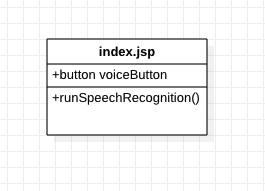 index.jsp
+button voiceButton
+runSpeechRecognition()